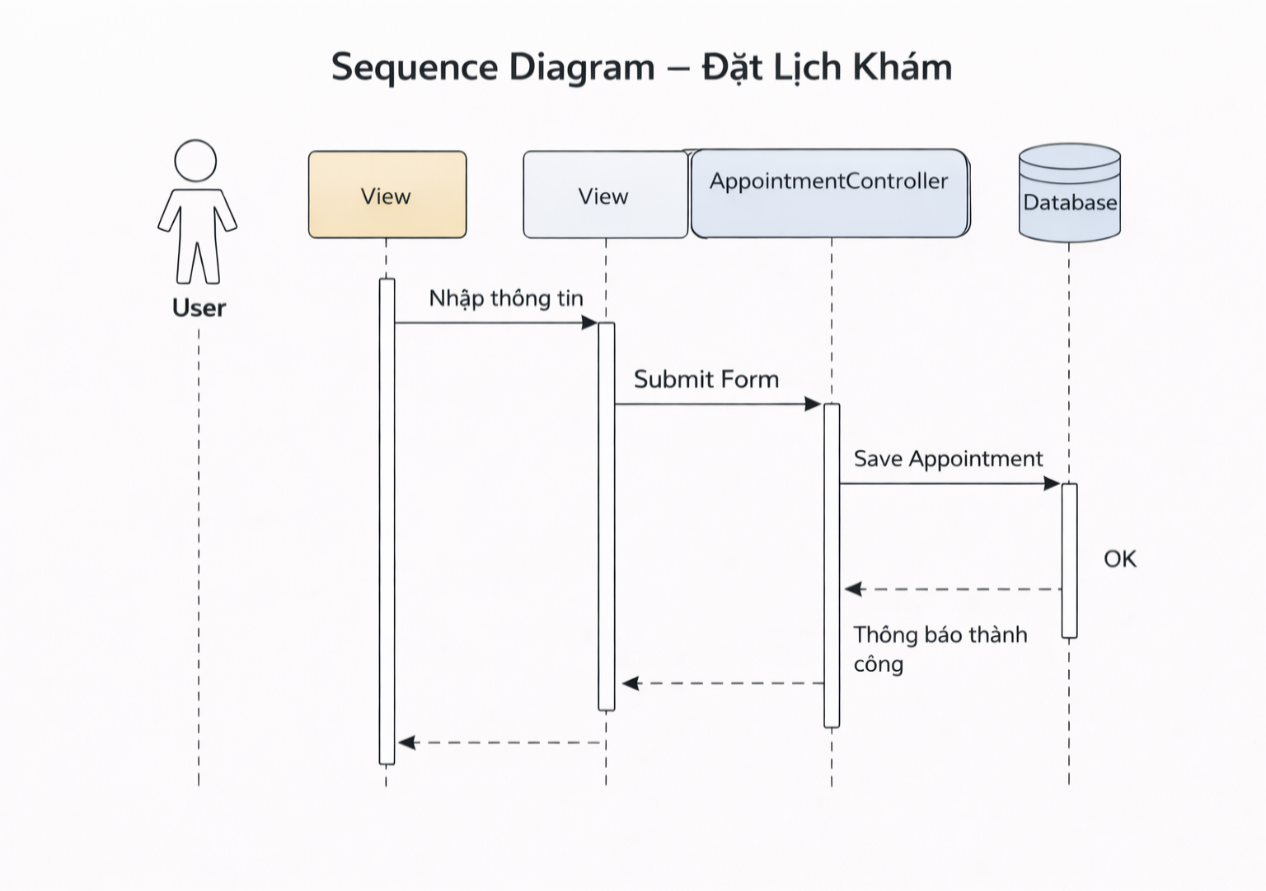 Sequence Diagram – Đặt Lịch Khám
View
View
AppointmentController
Database
User
Nhập thông tin
Submit Form
Save Appointment
OK
Thông báo thành
công